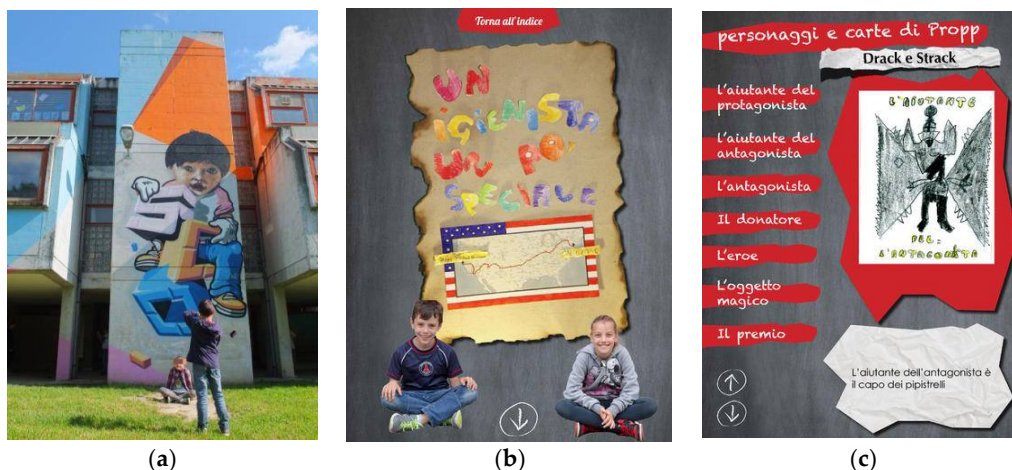 Torna all'indice
UN
IGIENISTA
UN PO'
SPECIALE
personaggi e carte di Propp
Drack e Strack
L'aiutante del
protagonista
L'aiutante del
antagonista
L'antagonista
Il donatore
L'eroe
L'oggetto
magico
Il premio
L'AIUTANTE
DEL:
L'ANTAGONISTA
L'aiutante dell'antagonista è
il capo dei pipistrelli
(a)
(b)
(c)